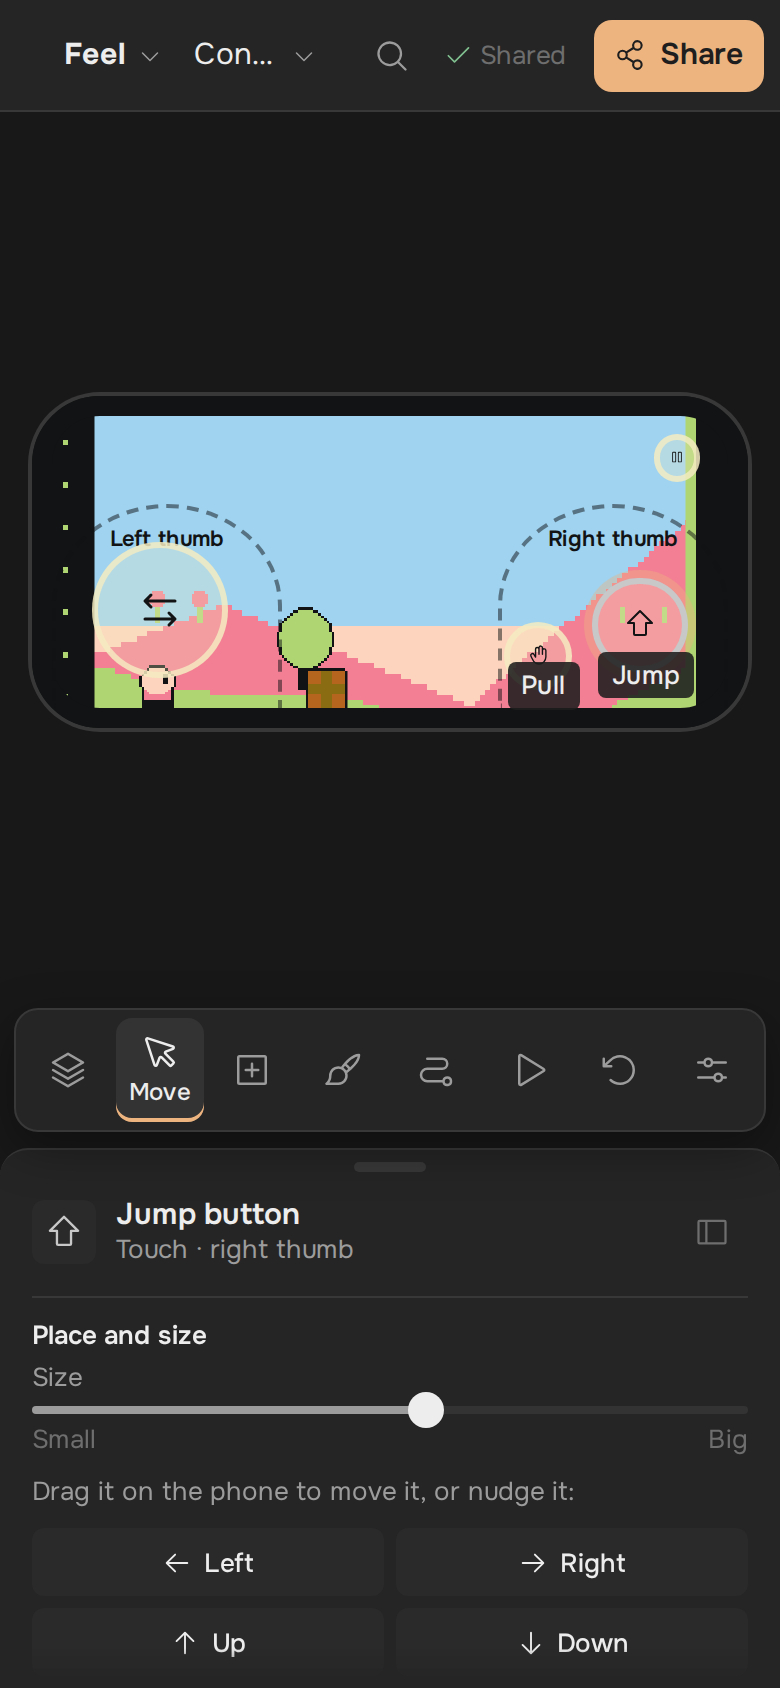 Feel
Con...
Shared
Share
Left thumb
Right thumb
Pull
Jump
Move
Jump button
Touch · right thumb
Place and size
Size
Small
Big
Drag it on the phone to move it, or nudge it:
Left
Right
Up
Down